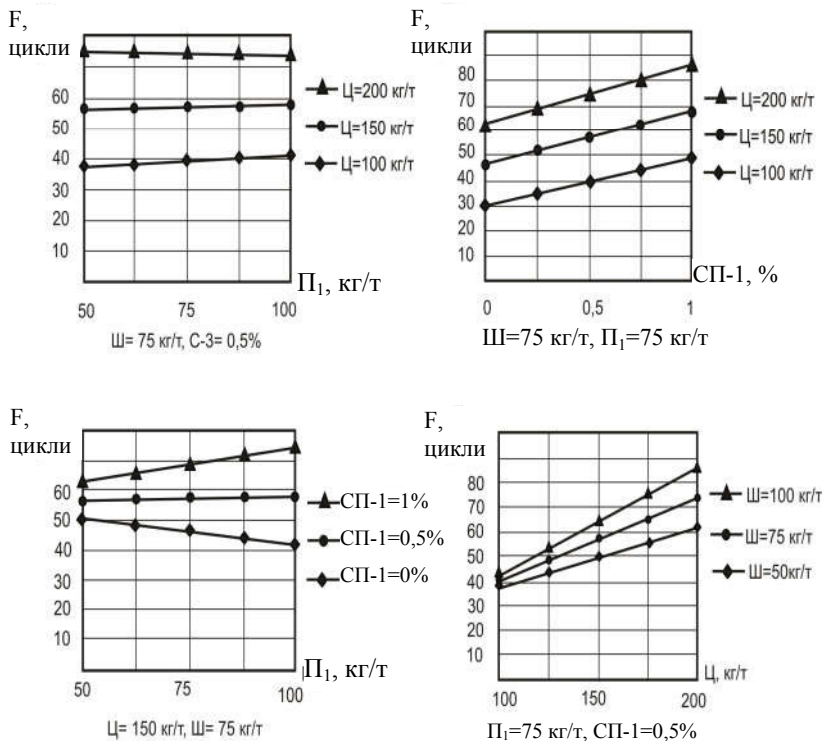 F,
цикли
60
50
40
30
20
10
50
75
100
П₁, кг/т
Ц=200 кг/т
Ц=150 кг/т
Ц=100 кг/т
Ш= 75 кг/т, С-3= 0,5%
F,
цикли
80
70
60
50
40
30
20
10
0
0,5
1
СП-1, %
Ц=200 кг/т
Ц=150 кг/т
Ц=100 кг/т
Ш=75 кг/т, П₁=75 кг/т
F,
цикли
60
50
40
30
20
10
50
75
100
П₁, кг/т
СП-1=1%
СП-1=0,5%
СП-1=0%
Ц= 150 кг/т, Ш= 75 кг/т
F,
цикли
80
70
60
50
40
30
20
10
100
150
200
Ц, кг/т
Ш=100 кг/т
Ш=75 кг/т
Ш=50кг/т
П₁=75 кг/т, СП-1=0,5%